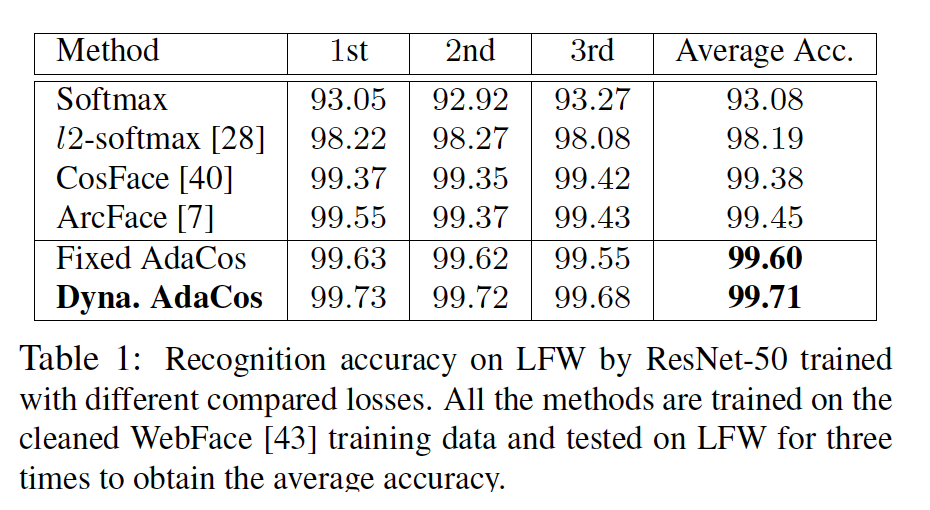 Method 1st 2nd 3rd Average Acc.
Softmax 93.05 92.92 93.27 93.08
l2-softmax [28] 98.22 98.27 98.08 98.19
CosFace [40] 99.37 99.35 99.42 99.38
ArcFace [7] 99.55 99.37 99.43 99.45
Fixed AdaCos 99.63 99.62 99.55 99.60
Dyna. AdaCos 99.73 99.72 99.68 99.71
Table 1: Recognition accuracy on LFW by ResNet-50 trained
with different compared losses. All the methods are trained on the
cleaned WebFace [43] training data and tested on LFW for three
times to obtain the average accuracy.